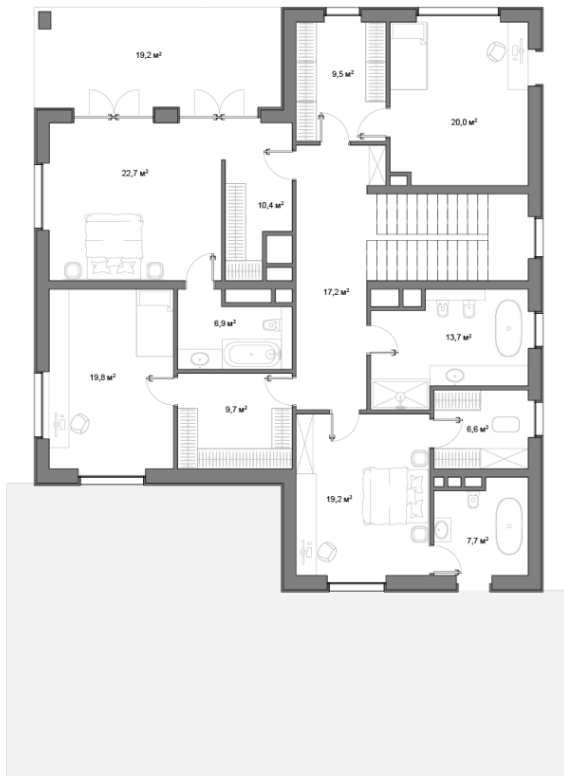 19,2 м²
9,5 м²
20,0 м²
22,7 м²
10,4 м²
17,2 м²
6,9 м²
13,7 м²
19,8 м²
9,7 м²
6,6 м²
19,2 м²
7,7 м²